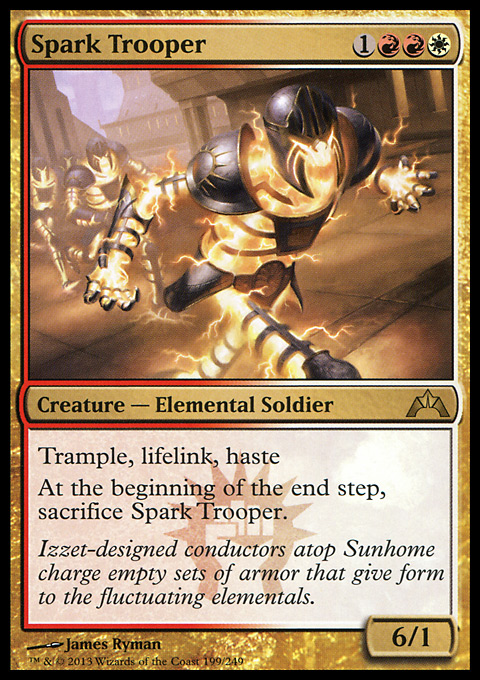 Spark Trooper 1
Creature — Elemental Soldier
Trample, lifelink, haste
At the beginning of the end step,
sacrifice Spark Trooper.
Izzet-designed conductors atop Sunhome
charge empty sets of armor that give form
to the fluctuating elementals.
6/1
James Ryman
™ & © 2013 Wizards of the Coast 199/249